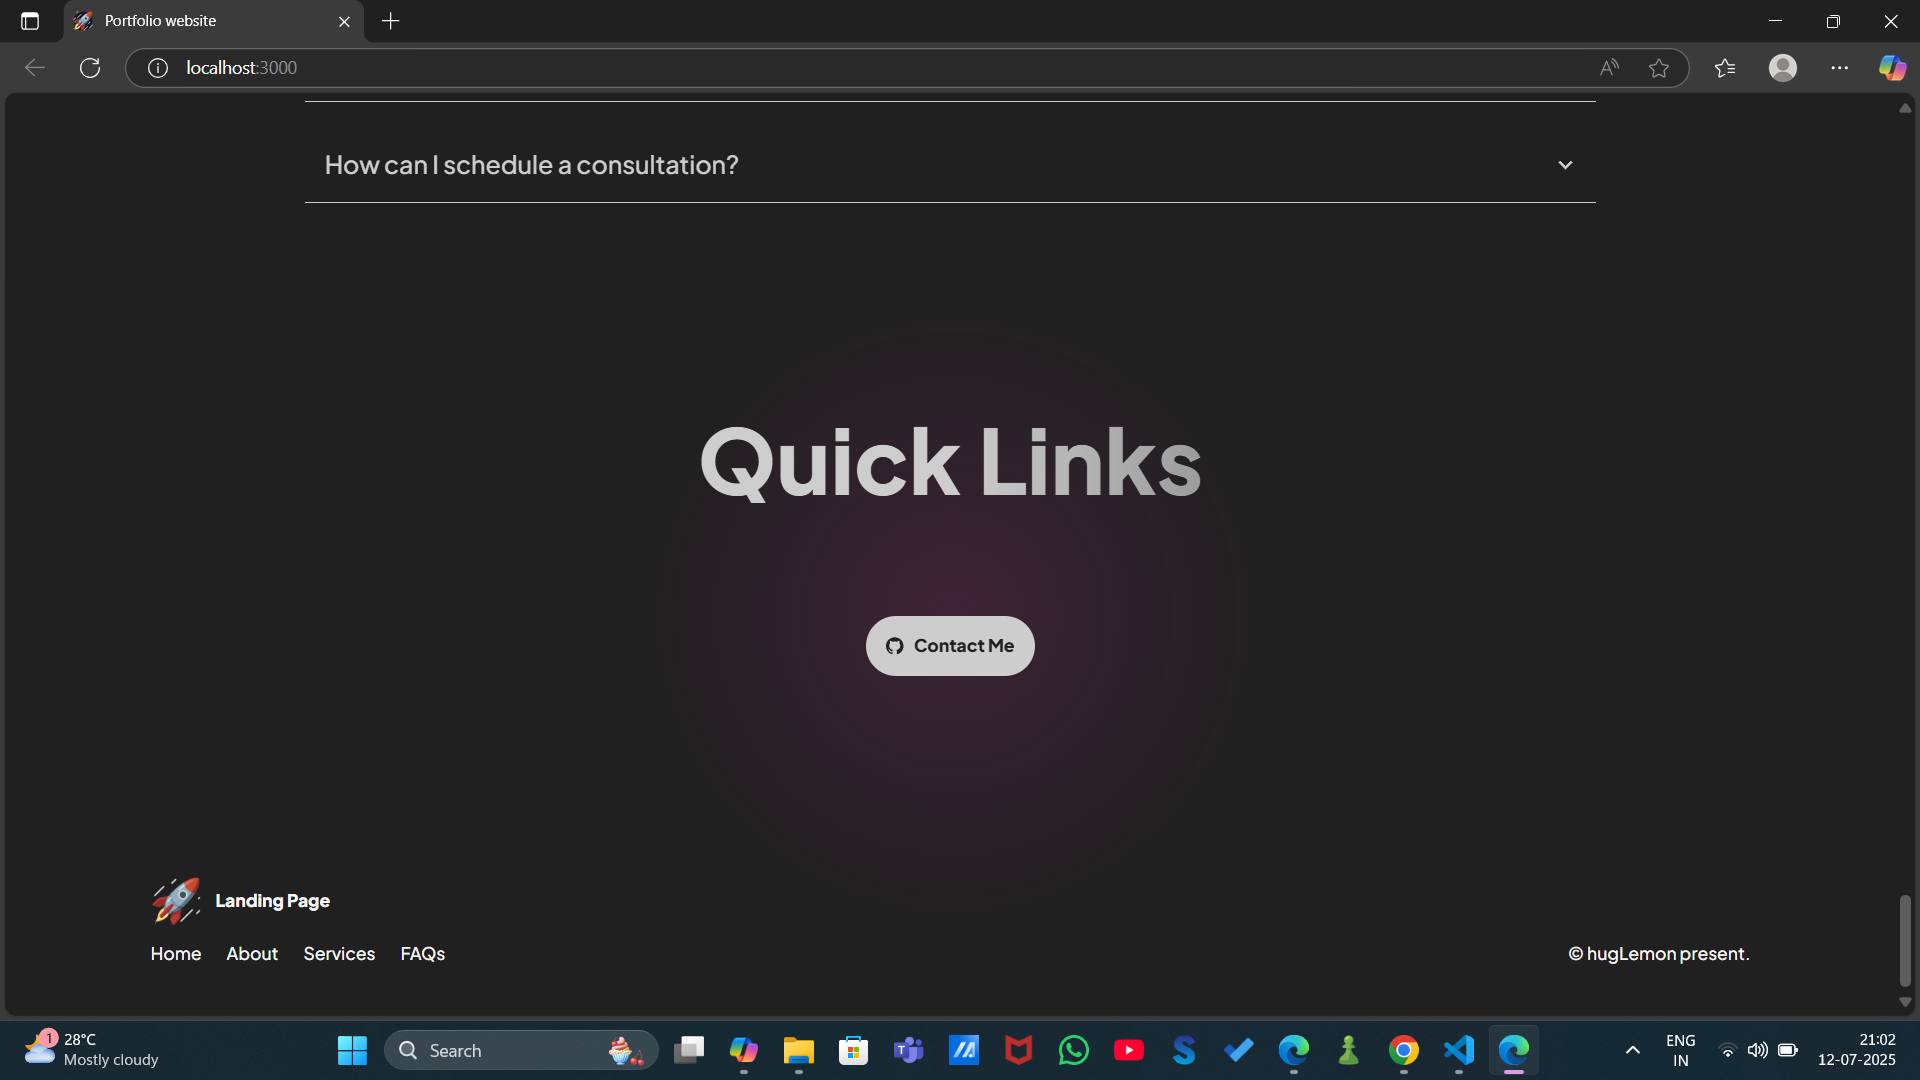 Portfolio website
localhost:3000
How can I schedule a consultation?
Quick Links
Contact Me
Landing Page
Home About Services FAQs
© hugLemon present.
1
28°C
Mostly cloudy
Search
ENG
IN
21:02
12-07-2025